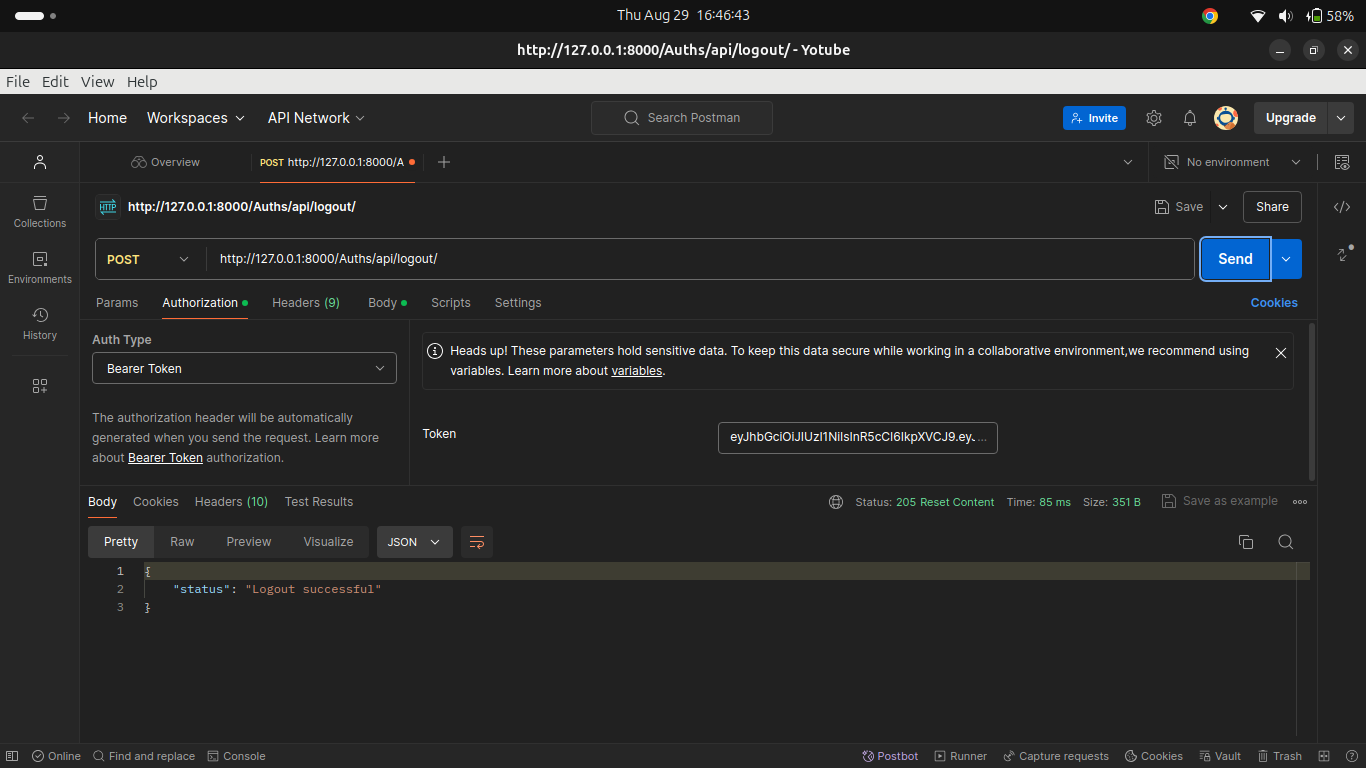 Thu Aug 29 16:46:43
58%
http://127.0.0.1:8000/Auths/api/logout/ - Yotube
File Edit View Help
Home Workspaces API Network Search Postman Invite Upgrade
Overview POST http://127.0.0.1:8000/A No environment
HTTP http://127.0.0.1:8000/Auths/api/logout/ Save Share
Collections
Environments
History
POST http://127.0.0.1:8000/Auths/api/logout/ Send
Params Authorization Headers (9) Body Scripts Settings Cookies
Auth Type
Bearer Token
The authorization header will be automatically
generated when you send the request. Learn more
about Bearer Token authorization.
Heads up! These parameters hold sensitive data. To keep this data secure while working in a collaborative environment,we recommend using
variables. Learn more about variables.
Token
Body Cookies Headers (10) Test Results Status: 205 Reset Content Time: 85 ms Size: 351 B Save as example
Pretty Raw Preview Visualize JSON
1 {
2 "status": "Logout successful"
3 }
Online Find and replace Console Postbot Runner Capture requests Cookies Vault Trash